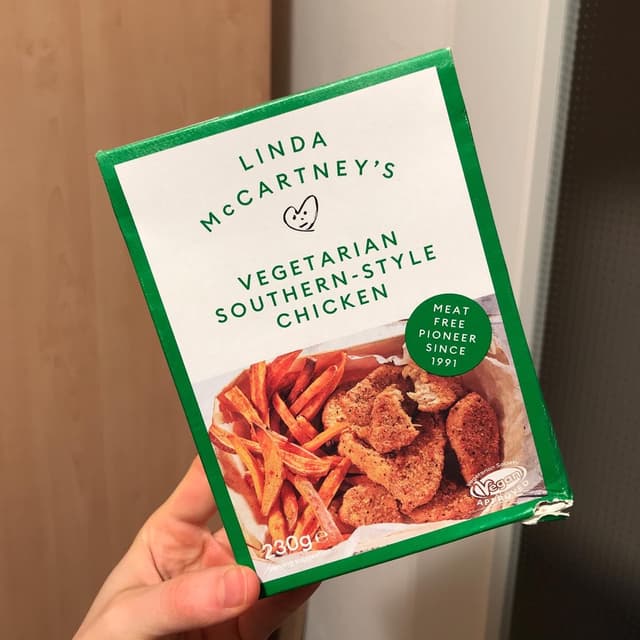 LINDA
McCARTNEY'S
VEGETARIAN
SOUTHERN-STYLE
CHICKEN
MEAT
FREE
PIONEER
SINCE
1991
Vegan
APPROVED
230g e